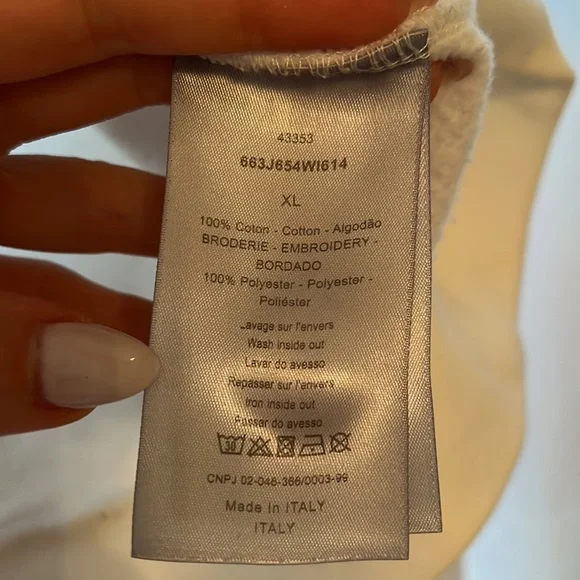 43353
663J654WI614
XL
100% Coton - Cotton - Algodão
BRODERIE - EMBROIDERY -
BORDADO
100% Polyester - Polyester -
Poliéster
Lavage sur l'envers
Wash inside out
Lavar do avesso
Repasser sur l'envers
Iron inside out
Passar do avesso
30
CNPJ 02-046-366/0003-99
Made in ITALY
ITALY